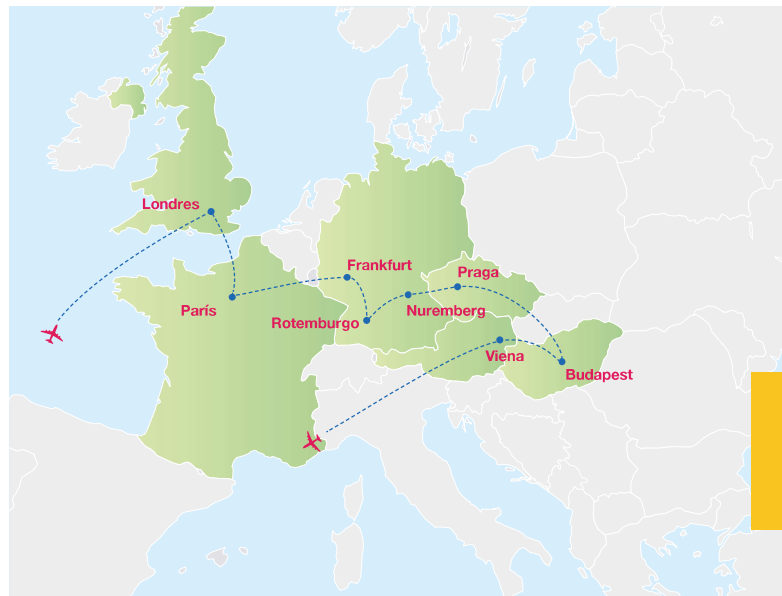 Londres
Frankfurt
Praga
París
Nuremberg
Rotemburgo
Viena
Budapest